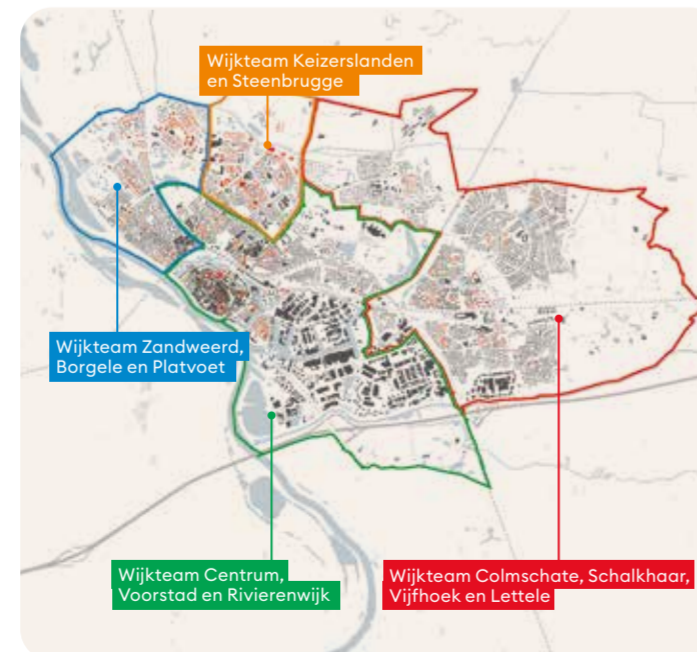 Wijkteam Keizerslanden
en Steenbrugge
Wijkteam Zandweerd,
Borgele en Platvoet
Wijkteam Centrum,
Voorstad en Rivierenwijk
Wijkteam Colmschate, Schalkhaar,
Vijfhoek en Lettele